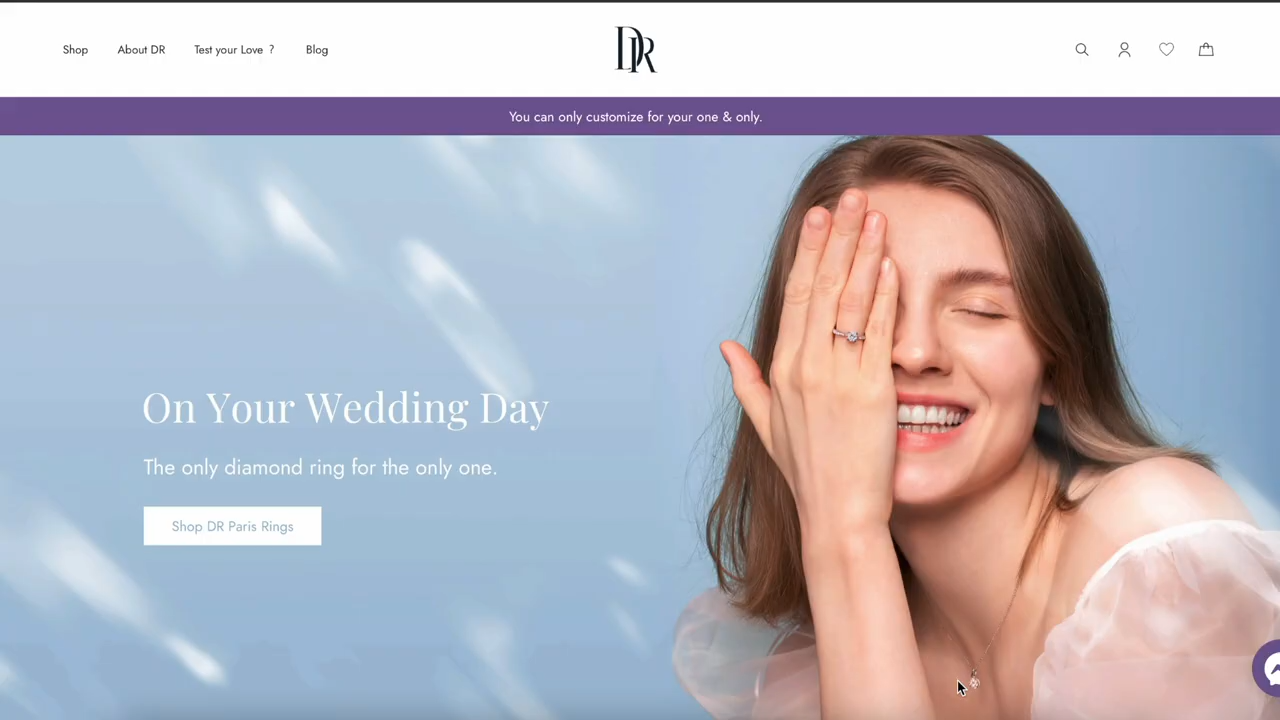 Shop
About DR
Test your Love ?
Blog
DR
You can only customize for your one & only.
On Your Wedding Day
The only diamond ring for the only one.
Shop DR Paris Rings